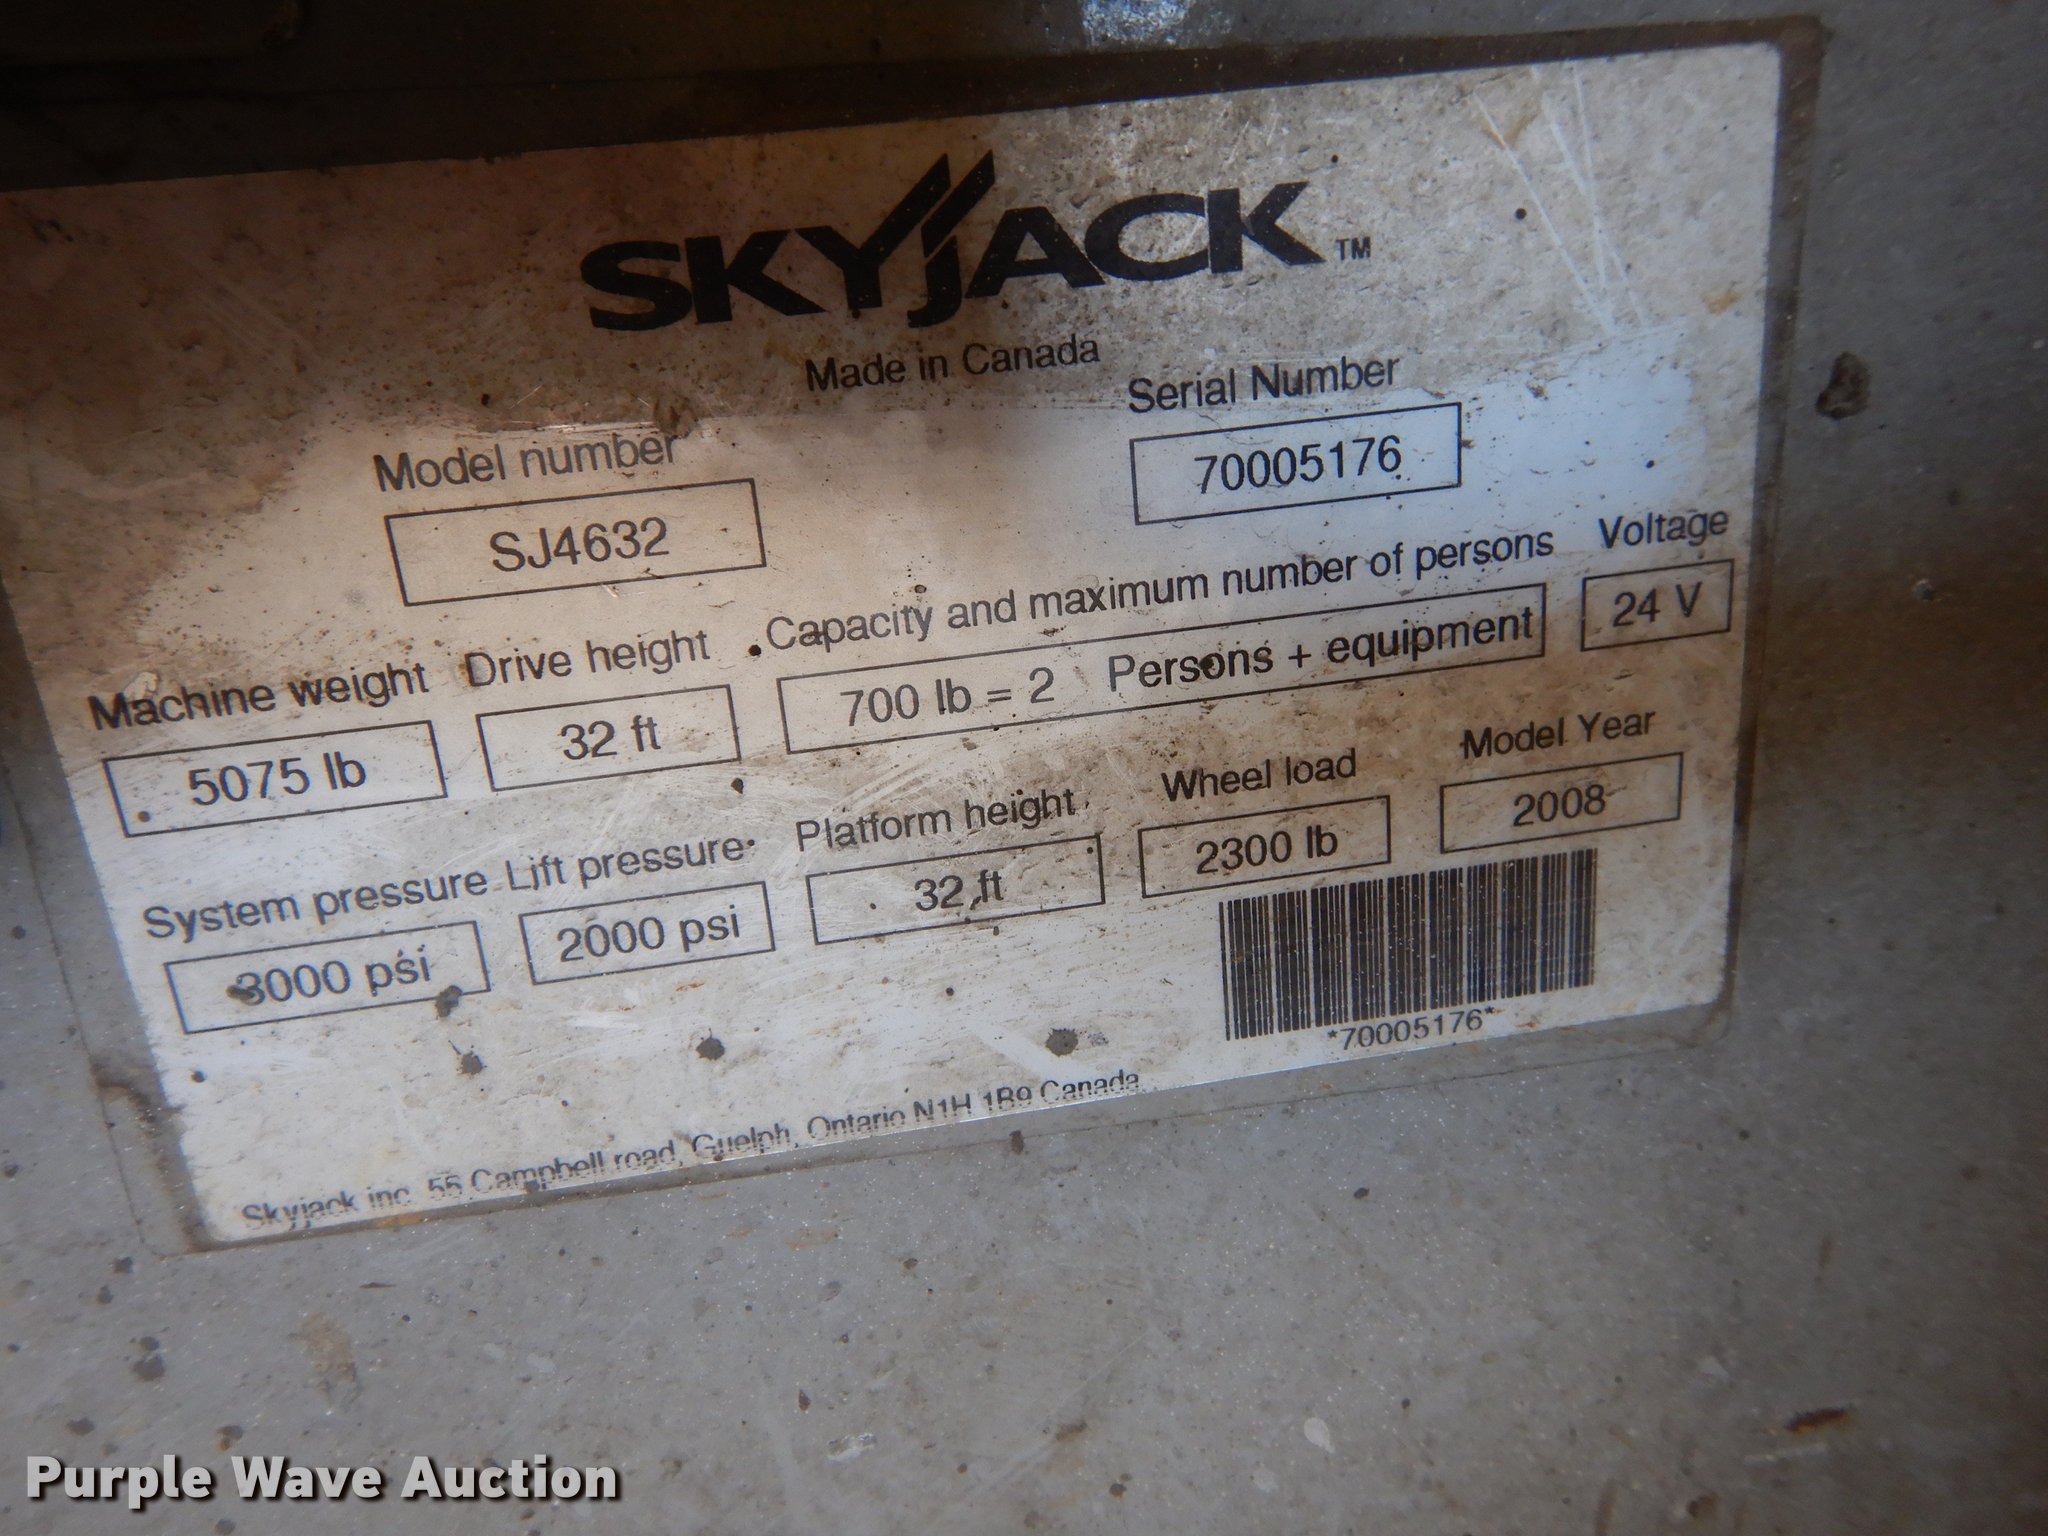 SKYJACK™
Made in Canada
Model number Serial Number
SJ4632 70005176
Machine weight Drive height Capacity and maximum number of persons Voltage
5075 lb 32 ft 700 lb = 2 Persons + equipment 24 V
System pressure Lift pressure Platform height Wheel load Model Year
3000 psi 2000 psi 32 ft 2300 lb 2008
*70005176*
Skyjack inc. 55 Campbell road, Guelph, Ontario N1H 1B9 Canada
Purple Wave Auction